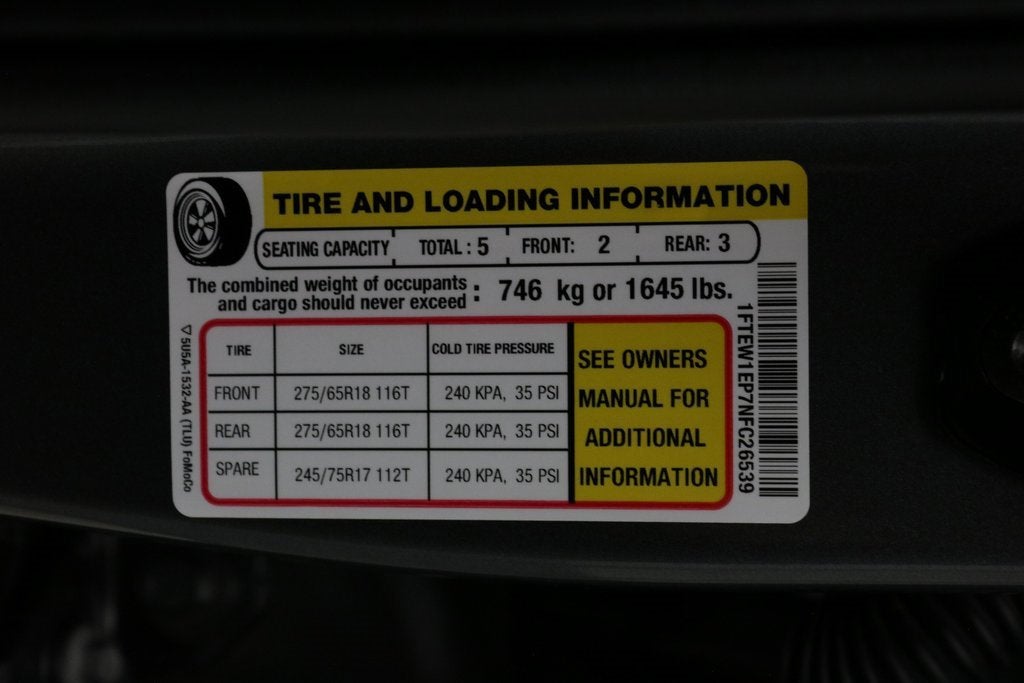 TIRE AND LOADING INFORMATION
SEATING CAPACITY TOTAL : 5 FRONT: 2 REAR: 3
The combined weight of occupants
and cargo should never exceed : 746 kg or 1645 lbs.
TIRE SIZE COLD TIRE PRESSURE
FRONT 275/65R18 116T 240 KPA, 35 PSI
REAR 275/65R18 116T 240 KPA, 35 PSI
SPARE 245/75R17 112T 240 KPA, 35 PSI
SEE OWNERS
MANUAL FOR
ADDITIONAL
INFORMATION
1FTEW1EP7NFC26539
5U5A-1532-AA (TLU) FoMoCo